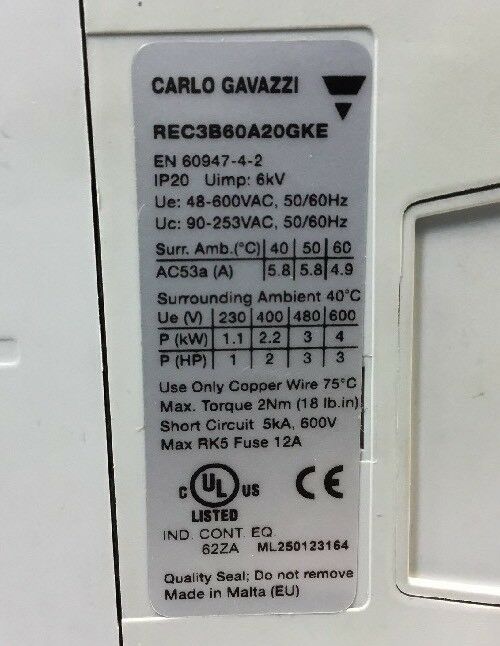 CARLO GAVAZZI
REC3B60A20GKE
EN 60947-4-2
IP20 Uimp: 6kV
Ue: 48-600VAC, 50/60Hz
Uc: 90-253VAC, 50/60Hz
Surr. Amb.(°C) 40 50 60
AC53a (A) 5.8 5.8 4.9
Surrounding Ambient 40°C
Ue (V) 230 400 480 600
P (kW) 1.1 2.2 3 4
P (HP) 1 2 3 3
Use Only Copper Wire 75°C
Max. Torque 2Nm (18 lb.in)
Short Circuit 5kA, 600V
Max RK5 Fuse 12A
C UL US CE
LISTED
IND. CONT. EQ.
62ZA ML250123164
Quality Seal; Do not remove
Made in Malta (EU)